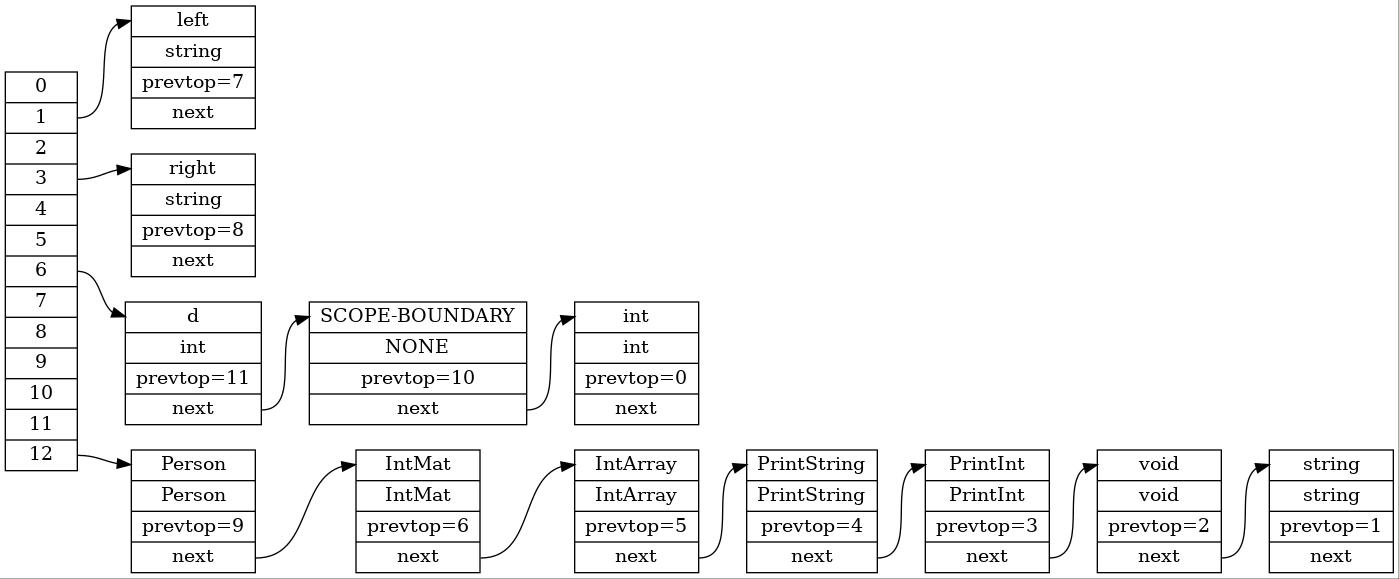 0
1
2
3
4
5
6
7
8
9
10
11
12
left
string
prevtop=7
next
right
string
prevtop=8
next
d
int
prevtop=11
next
SCOPE-BOUNDARY
NONE
prevtop=10
next
int
int
prevtop=0
next
Person
Person
prevtop=9
next
IntMat
IntMat
prevtop=6
next
IntArray
IntArray
prevtop=5
next
PrintString
PrintString
prevtop=4
next
PrintInt
PrintInt
prevtop=3
next
void
void
prevtop=2
next
string
string
prevtop=1
next